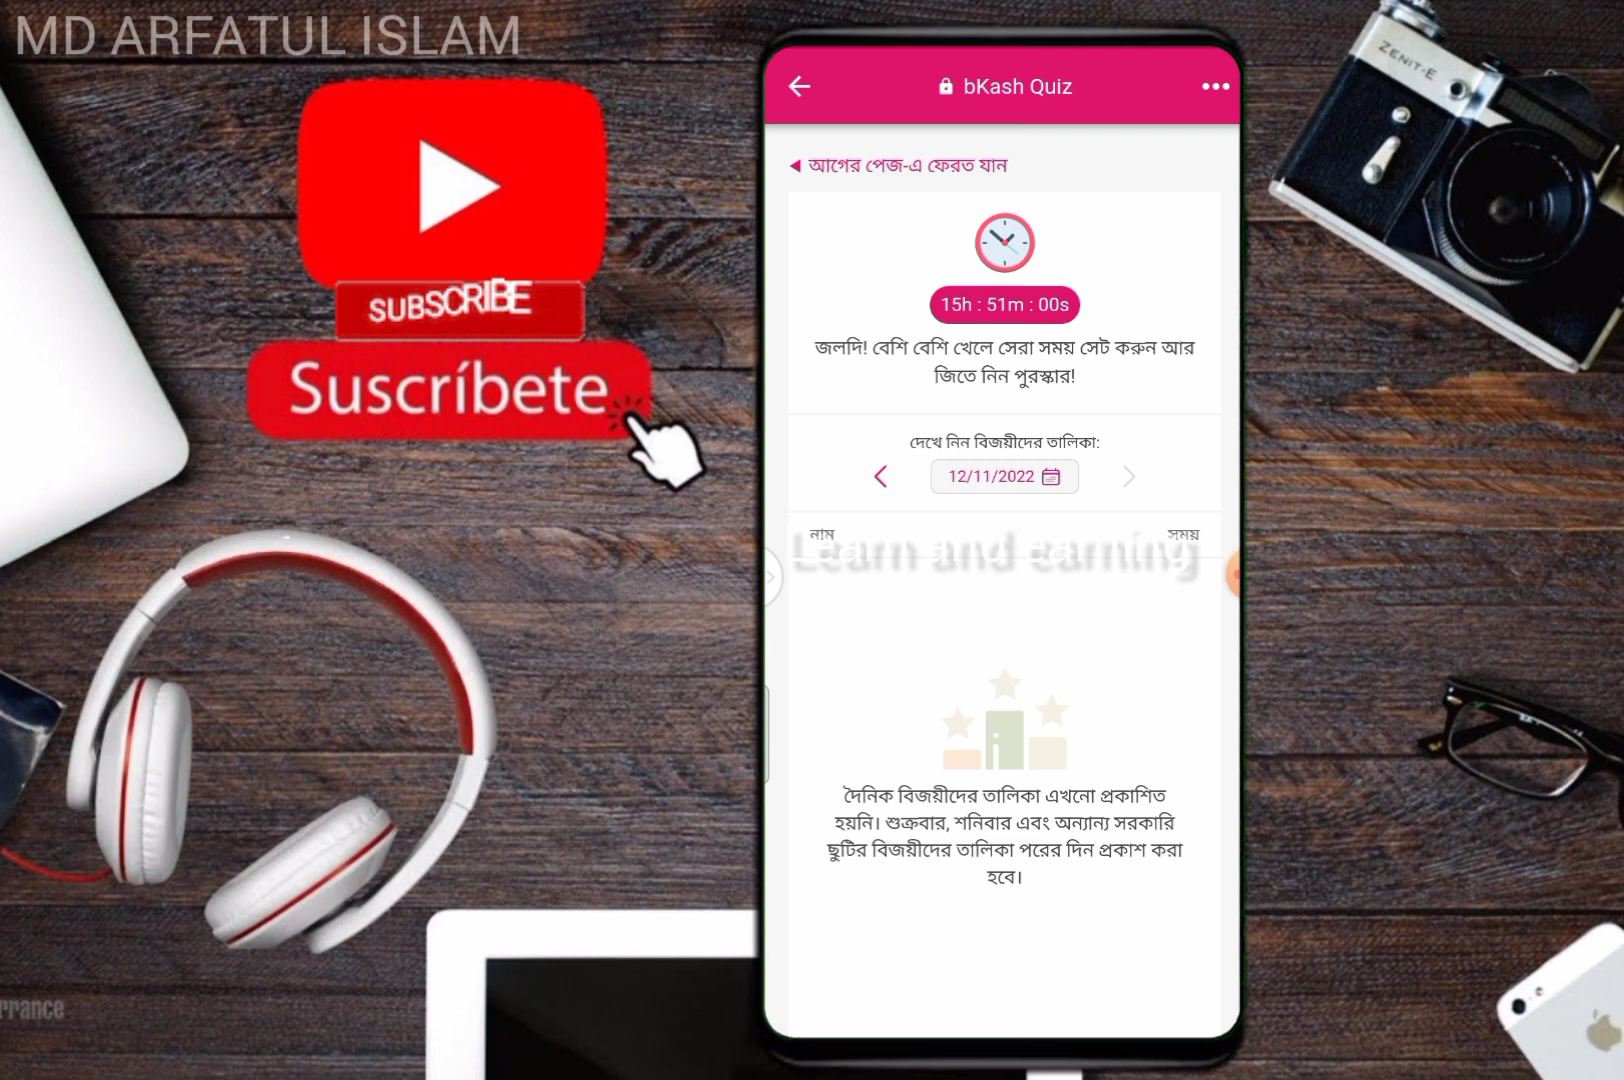 MD ARFATUL ISLAM
SUBSCRIBE
Suscríbete
bKash Quiz
আগের পেজ-এ ফেরত যান
15h : 51m : 00s
জলদি! বেশি বেশি খেলে সেরা সময় সেট করুন আর
জিতে নিন পুরস্কার!
দেখে নিন বিজয়ীদের তালিকা:
12/11/2022
নাম সময়
Learn and earning
দৈনিক বিজয়ীদের তালিকা এখনো প্রকাশিত
হয়নি। শুক্রবার, শনিবার এবং অন্যান্য সরকারি
ছুটির বিজয়ীদের তালিকা পরের দিন প্রকাশ করা
হবে।
ZENIT-E